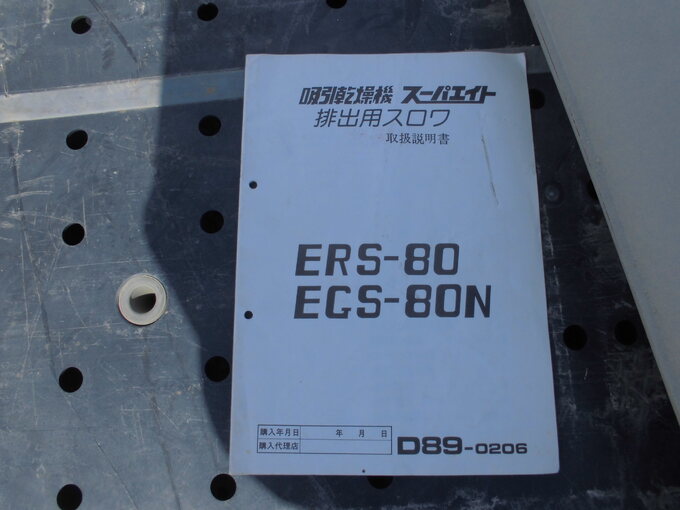 吸引乾燥機 スーパエイト
排出用スロワ
取扱説明書
ERS-80
EGS-80N
購入年月日 年 月 日
購入代理店
D89-0206